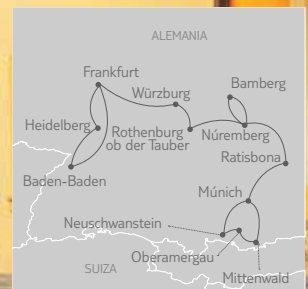 ALEMANIA
Frankfurt
Würzburg
Bamberg
Heidelberg
Rothenburg
ob der Tauber
Núremberg
Ratisbona
Baden-Baden
Múnich
Neuschwanstein
Oberamergau
SUIZA
Mittenwald